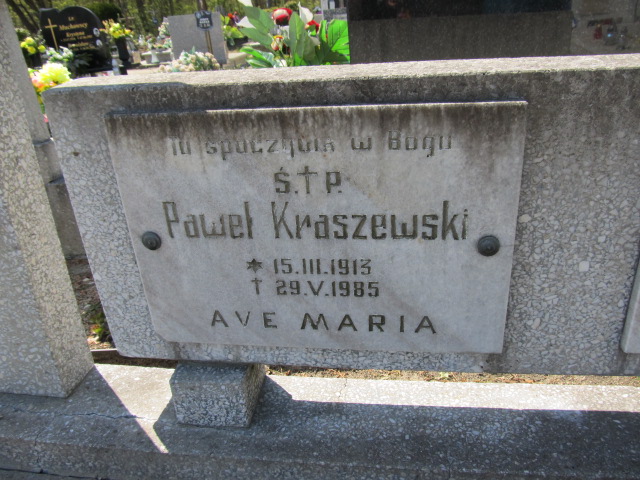 Tu spoczywa w Bogu
Ś.†P.
Paweł Kraszewski
* 15.III.1913
† 29.V.1985
AVE MARIA